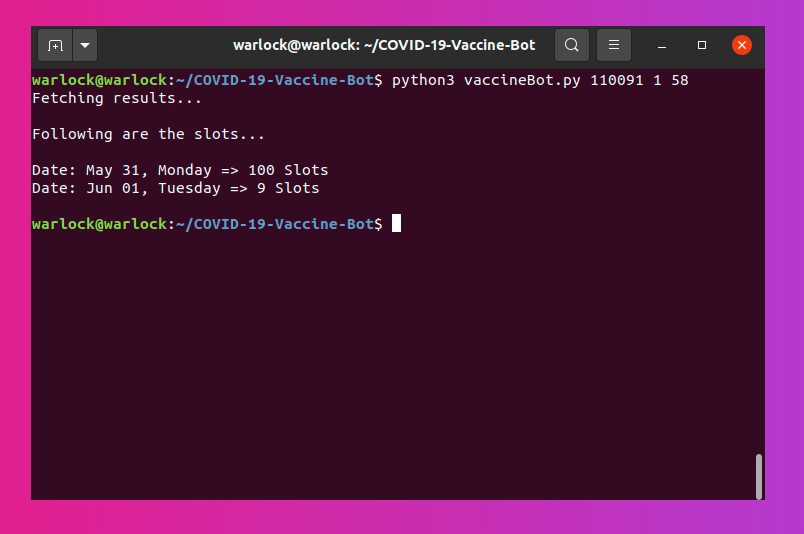 warlock@warlock: ~/COVID-19-Vaccine-Bot
warlock@warlock:~/COVID-19-Vaccine-Bot$ python3 vaccineBot.py 110091 1 58
Fetching results...
Following are the slots...
Date: May 31, Monday => 100 Slots
Date: Jun 01, Tuesday => 9 Slots
warlock@warlock:~/COVID-19-Vaccine-Bot$